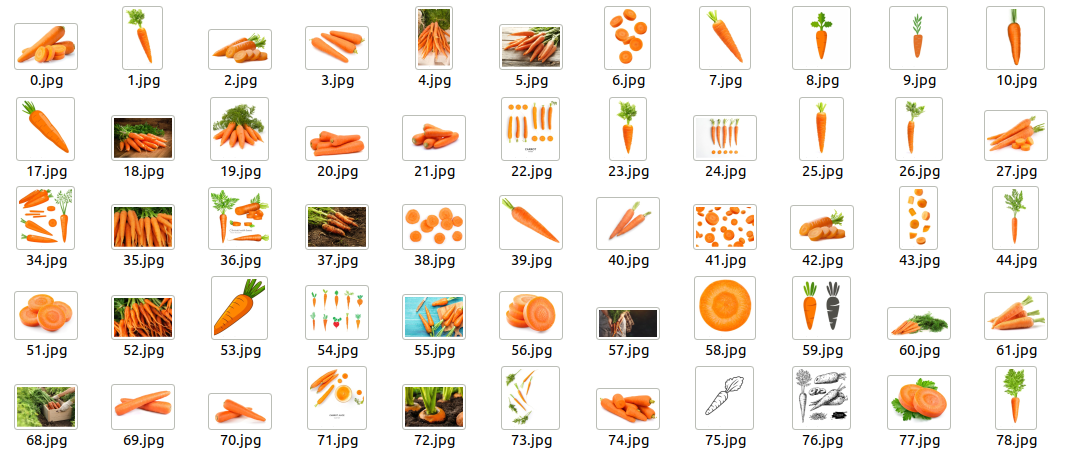 0.jpg 1.jpg 2.jpg 3.jpg 4.jpg 5.jpg 6.jpg 7.jpg 8.jpg 9.jpg 10.jpg
17.jpg 18.jpg 19.jpg 20.jpg 21.jpg 22.jpg 23.jpg 24.jpg 25.jpg 26.jpg 27.jpg
34.jpg 35.jpg 36.jpg 37.jpg 38.jpg 39.jpg 40.jpg 41.jpg 42.jpg 43.jpg 44.jpg
51.jpg 52.jpg 53.jpg 54.jpg 55.jpg 56.jpg 57.jpg 58.jpg 59.jpg 60.jpg 61.jpg
68.jpg 69.jpg 70.jpg 71.jpg 72.jpg 73.jpg 74.jpg 75.jpg 76.jpg 77.jpg 78.jpg